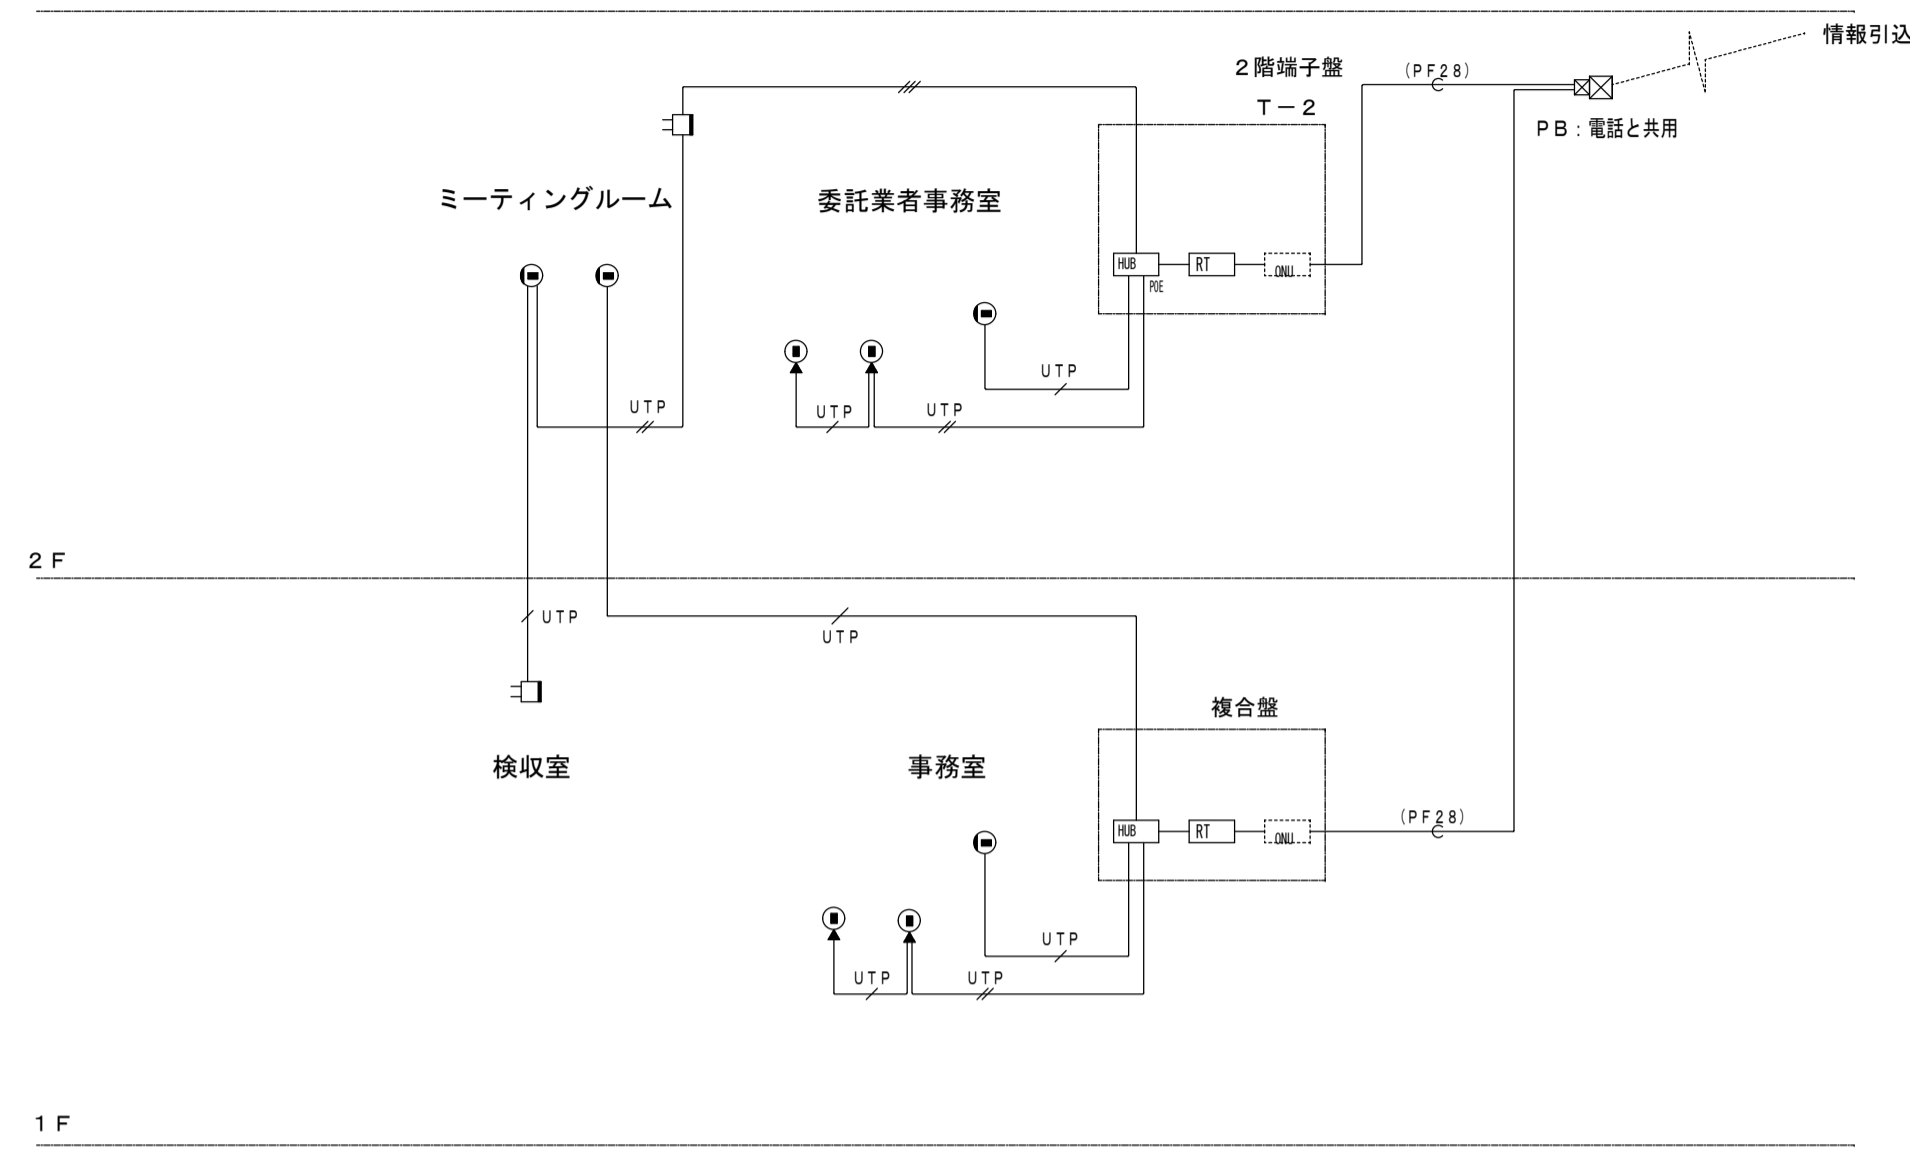 情報引込
２階端子盤
(ＰＦ２８)
Ｔ－２
ＰＢ：電話と共用
ミーティングルーム
委託業者事務室
HUB
RT
ONU
POE
ＵＴＰ
ＵＴＰ
ＵＴＰ
ＵＴＰ
２Ｆ
ＵＴＰ
ＵＴＰ
複合盤
検収室
事務室
(ＰＦ２８)
HUB
RT
ONU
ＵＴＰ
ＵＴＰ
ＵＴＰ
１Ｆ